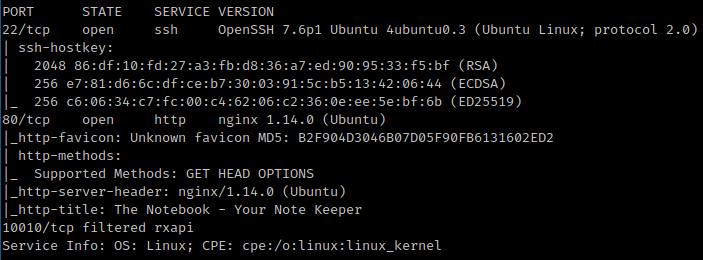 PORT      STATE    SERVICE VERSION
22/tcp    open     ssh     OpenSSH 7.6p1 Ubuntu 4ubuntu0.3 (Ubuntu Linux; protocol 2.0)
| ssh-hostkey:
|   2048 86:df:10:fd:27:a3:fb:d8:36:a7:ed:90:95:33:f5:bf (RSA)
|   256 e7:81:d6:6c:df:ce:b7:30:03:91:5c:b5:13:42:06:44 (ECDSA)
|_  256 c6:06:34:c7:fc:00:c4:62:06:c2:36:0e:ee:5e:bf:6b (ED25519)
80/tcp    open     http    nginx 1.14.0 (Ubuntu)
|_http-favicon: Unknown favicon MD5: B2F904D3046B07D05F90FB6131602ED2
| http-methods:
|_  Supported Methods: GET HEAD OPTIONS
|_http-server-header: nginx/1.14.0 (Ubuntu)
|_http-title: The Notebook - Your Note Keeper
10010/tcp filtered rxapi
Service Info: OS: Linux; CPE: cpe:/o:linux:linux_kernel